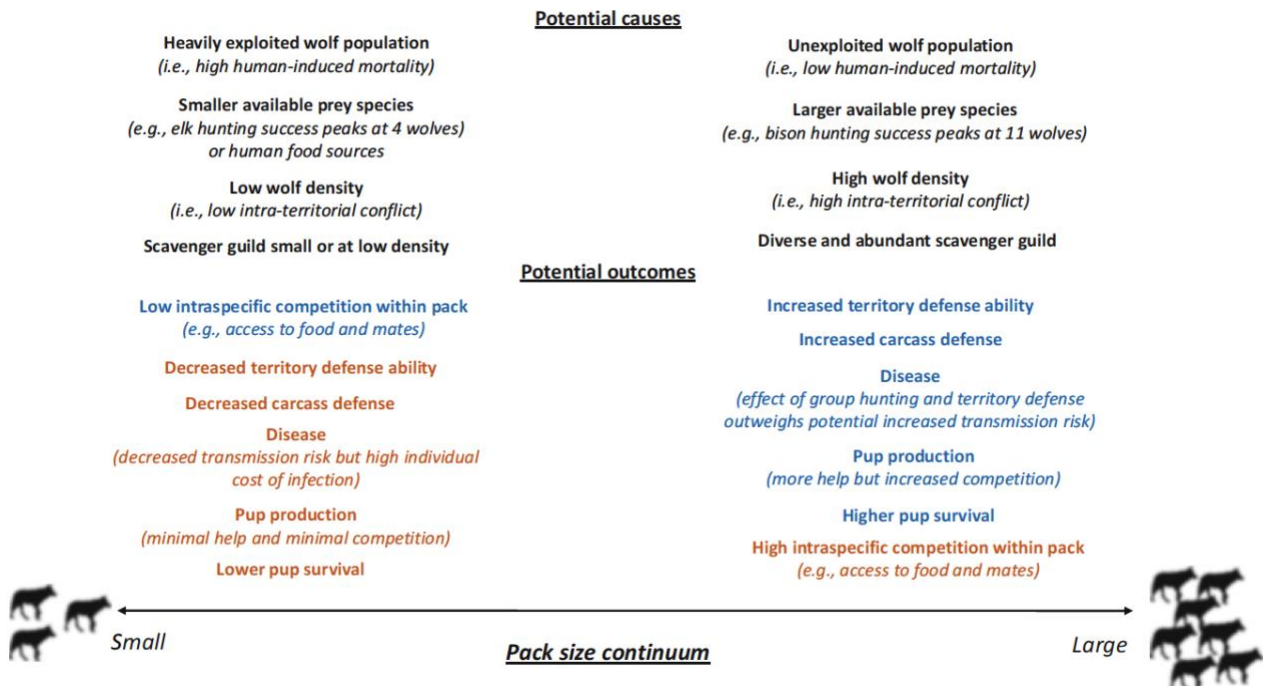 Potential causes
Heavily exploited wolf population
(i.e., high human-induced mortality)
Smaller available prey species
(e.g., elk hunting success peaks at 4 wolves)
or human food sources
Low wolf density
(i.e., low intra-territorial conflict)
Scavenger guild small or at low density
Unexploited wolf population
(i.e., low human-induced mortality)
Larger available prey species
(e.g., bison hunting success peaks at 11 wolves)
High wolf density
(i.e., high intra-territorial conflict)
Diverse and abundant scavenger guild
Potential outcomes
Low intraspecific competition within pack
(e.g., access to food and mates)
Decreased territory defense ability
Decreased carcass defense
Disease
(decreased transmission risk but high individual
cost of infection)
Pup production
(minimal help and minimal competition)
Lower pup survival
Increased territory defense ability
Increased carcass defense
Disease
(effect of group hunting and territory defense
outweighs potential increased transmission risk)
Pup production
(more help but increased competition)
Higher pup survival
High intraspecific competition within pack
(e.g., access to food and mates)
Small
Large
Pack size continuum